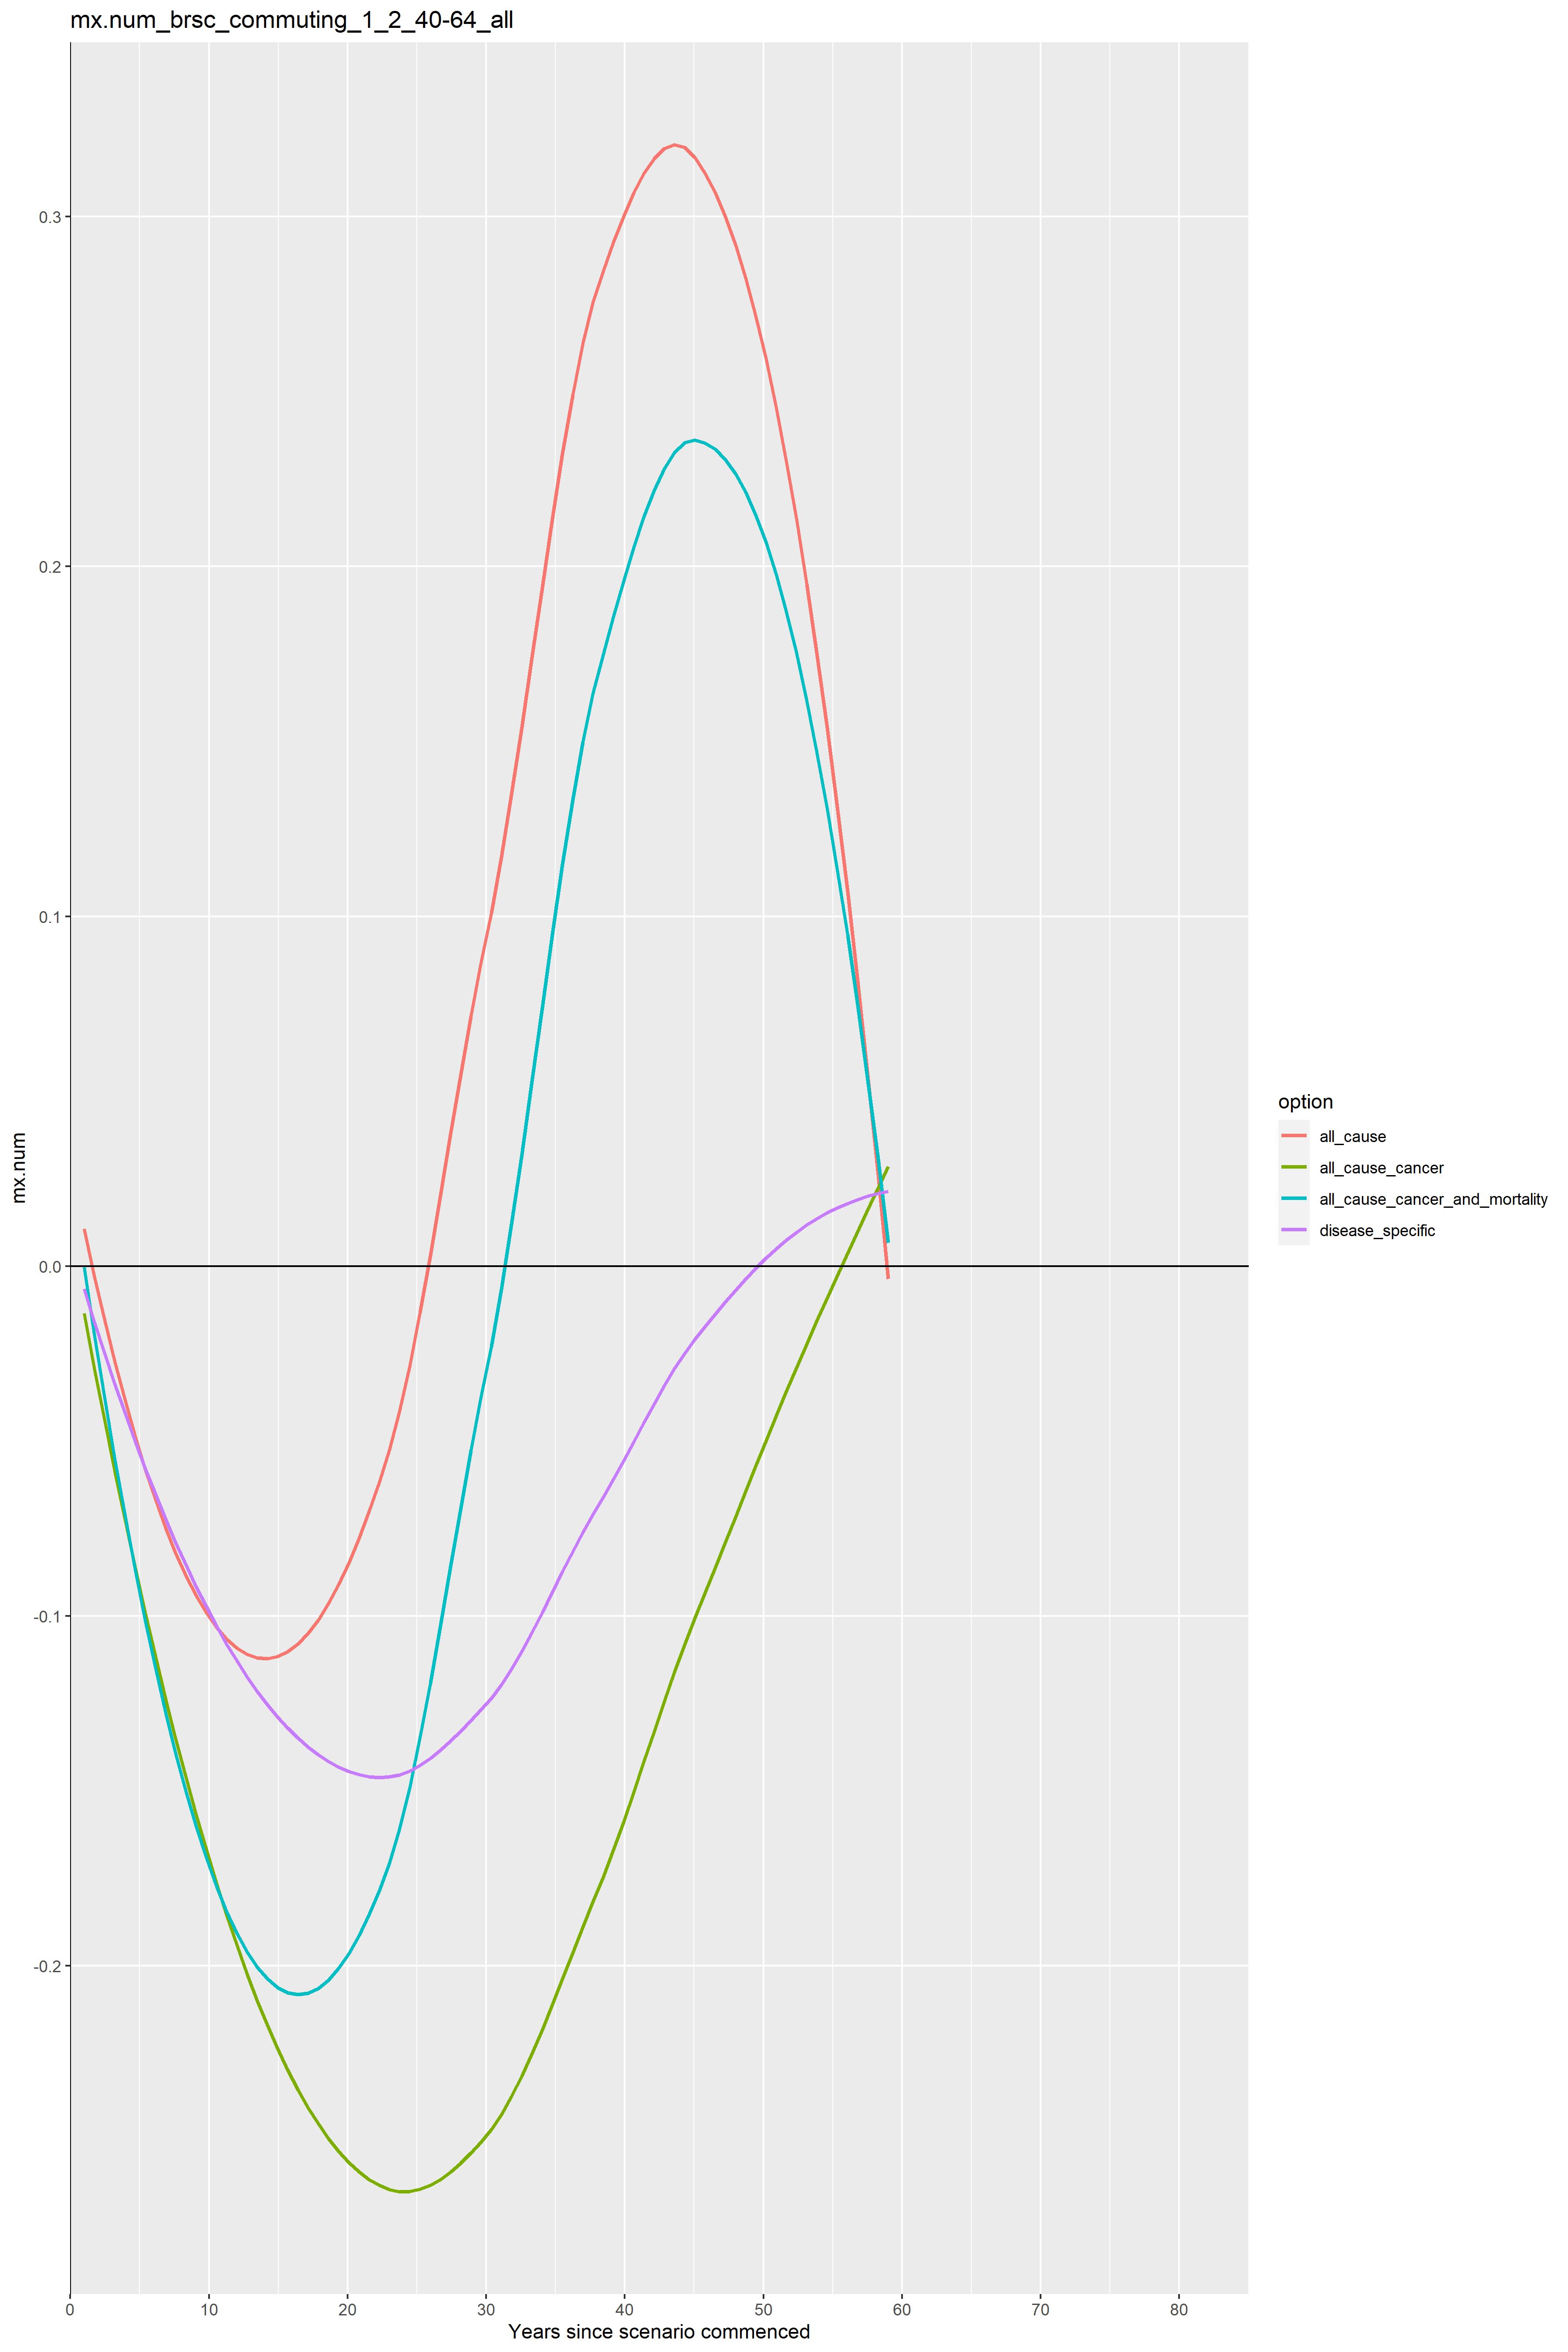 mx.num_brsc_commuting_1_2_40-64_all
mx.num
0.3
0.2
0.1
0.0
-0.1
-0.2
0 10 20 30 40 50 60 70 80
Years since scenario commenced
option
all_cause
all_cause_cancer
all_cause_cancer_and_mortality
disease_specific